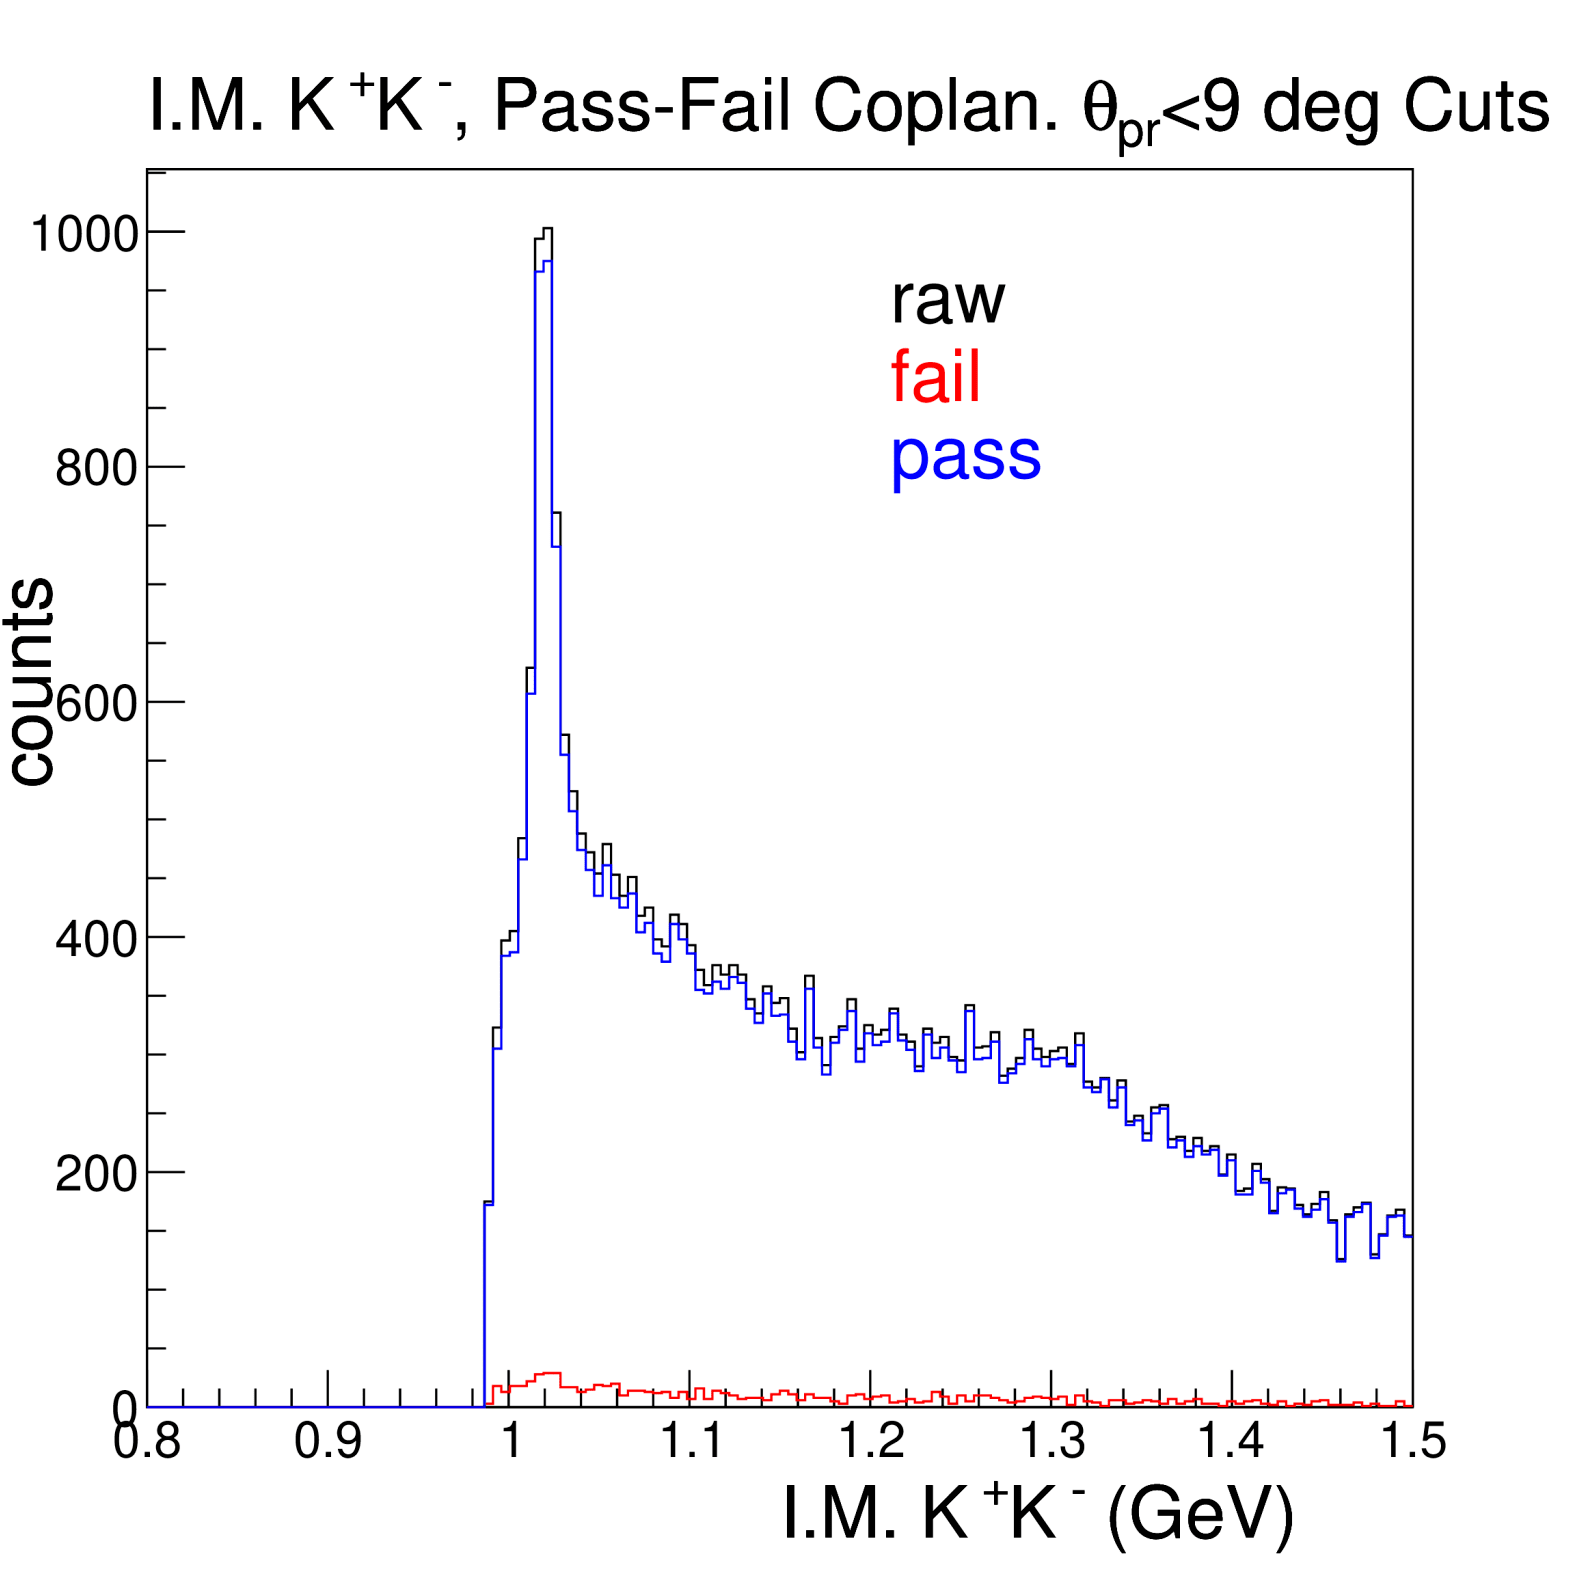 I.M. K⁺K⁻, Pass-Fail Coplan. θpr<9 deg Cuts
raw
fail
pass
counts
1000
800
600
400
200
0
0.8 0.9 1 1.1 1.2 1.3 1.4 1.5
I.M. K⁺K⁻ (GeV)